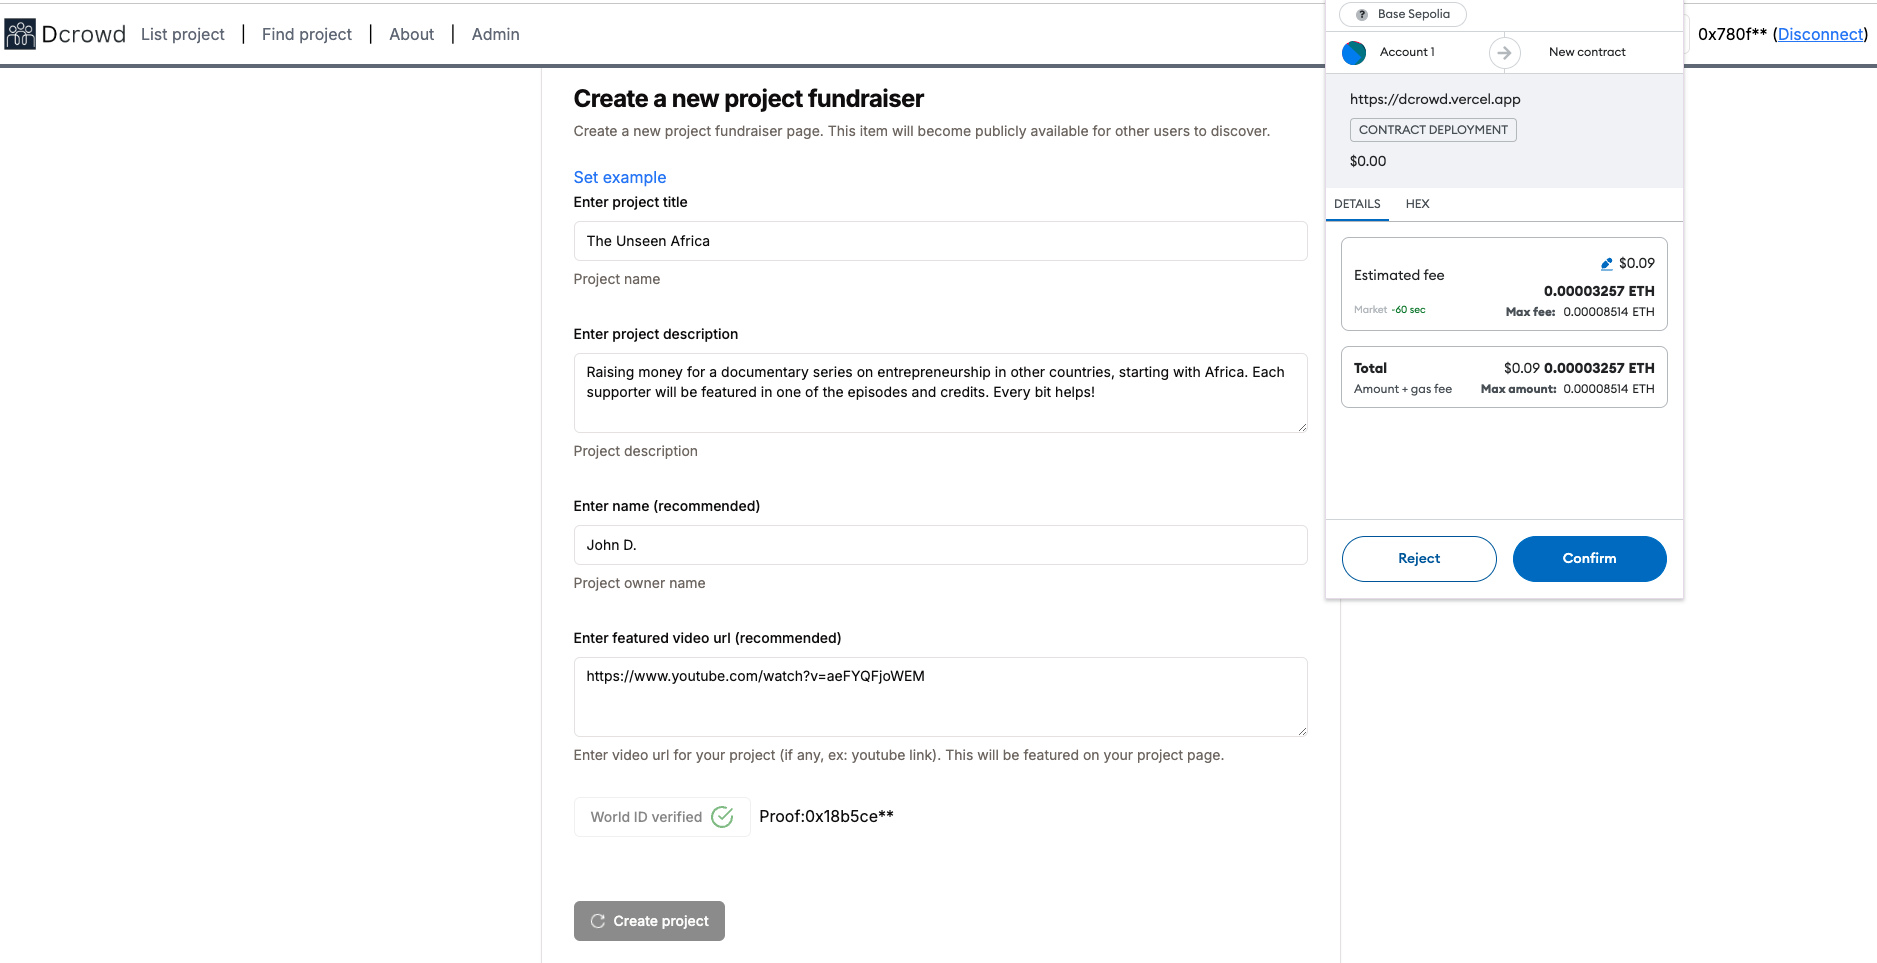 Dcrowd List project | Find project | About | Admin
0x780f** (Disconnect)
Create a new project fundraiser
Create a new project fundraiser page. This item will become publicly available for other users to discover.
Set example
Enter project title
The Unseen Africa
Project name
Enter project description
Raising money for a documentary series on entrepreneurship in other countries, starting with Africa. Each
supporter will be featured in one of the episodes and credits. Every bit helps!
Project description
Enter name (recommended)
John D.
Project owner name
Enter featured video url (recommended)
https://www.youtube.com/watch?v=aeFYQFjoWEM
Enter video url for your project (if any, ex: youtube link). This will be featured on your project page.
World ID verified Proof:0x18b5ce**
Create project
? Base Sepolia
Account 1 New contract
https://dcrowd.vercel.app
CONTRACT DEPLOYMENT
$0.00
DETAILS HEX
$0.09
Estimated fee
0.00003257 ETH
Market ~60 sec Max fee: 0.00008514 ETH
Total $0.09 0.00003257 ETH
Amount + gas fee Max amount: 0.00008514 ETH
Reject Confirm